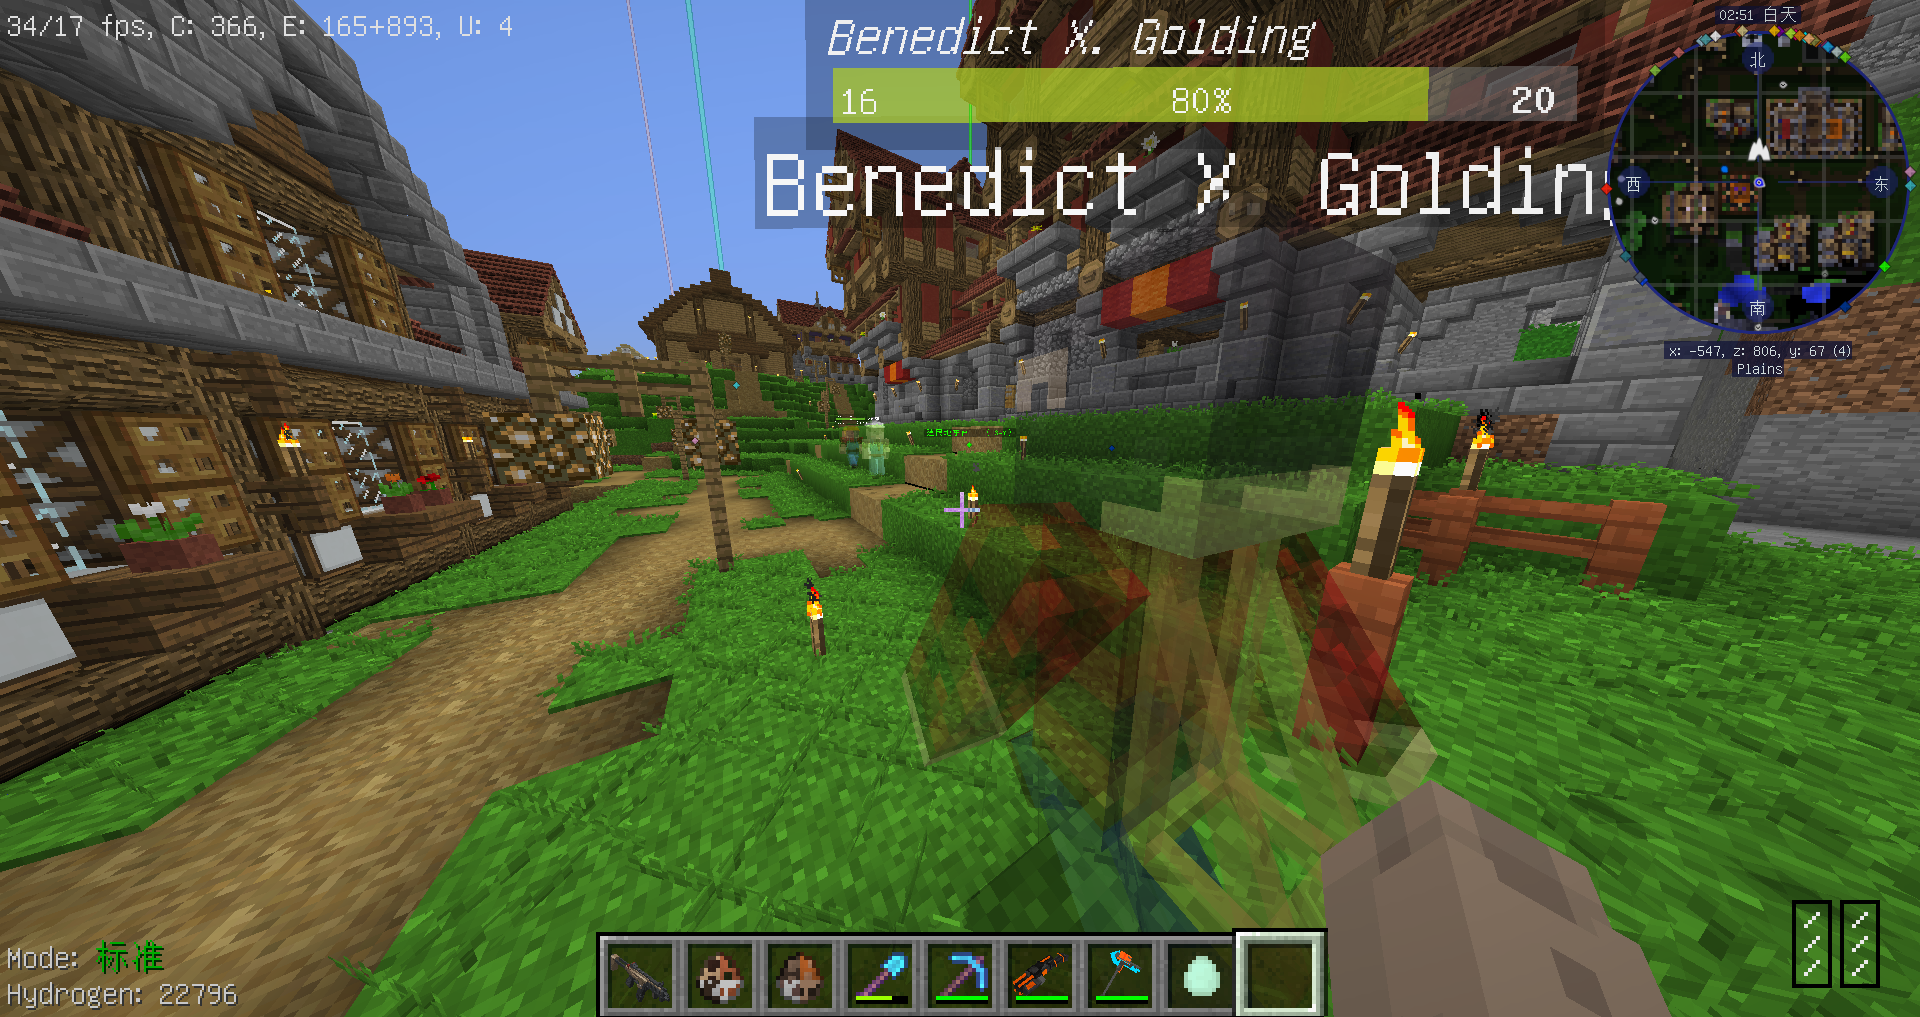 34/17 fps, C: 366, E: 165+893, U: 4
Benedict X. Golding
16 80% 20
Benedict X Goldin
02:51 白天
北
西
东
南
x: -547, z: 806, y: 67 (4)
Plains
Mode: 标准
Hydrogen: 22796